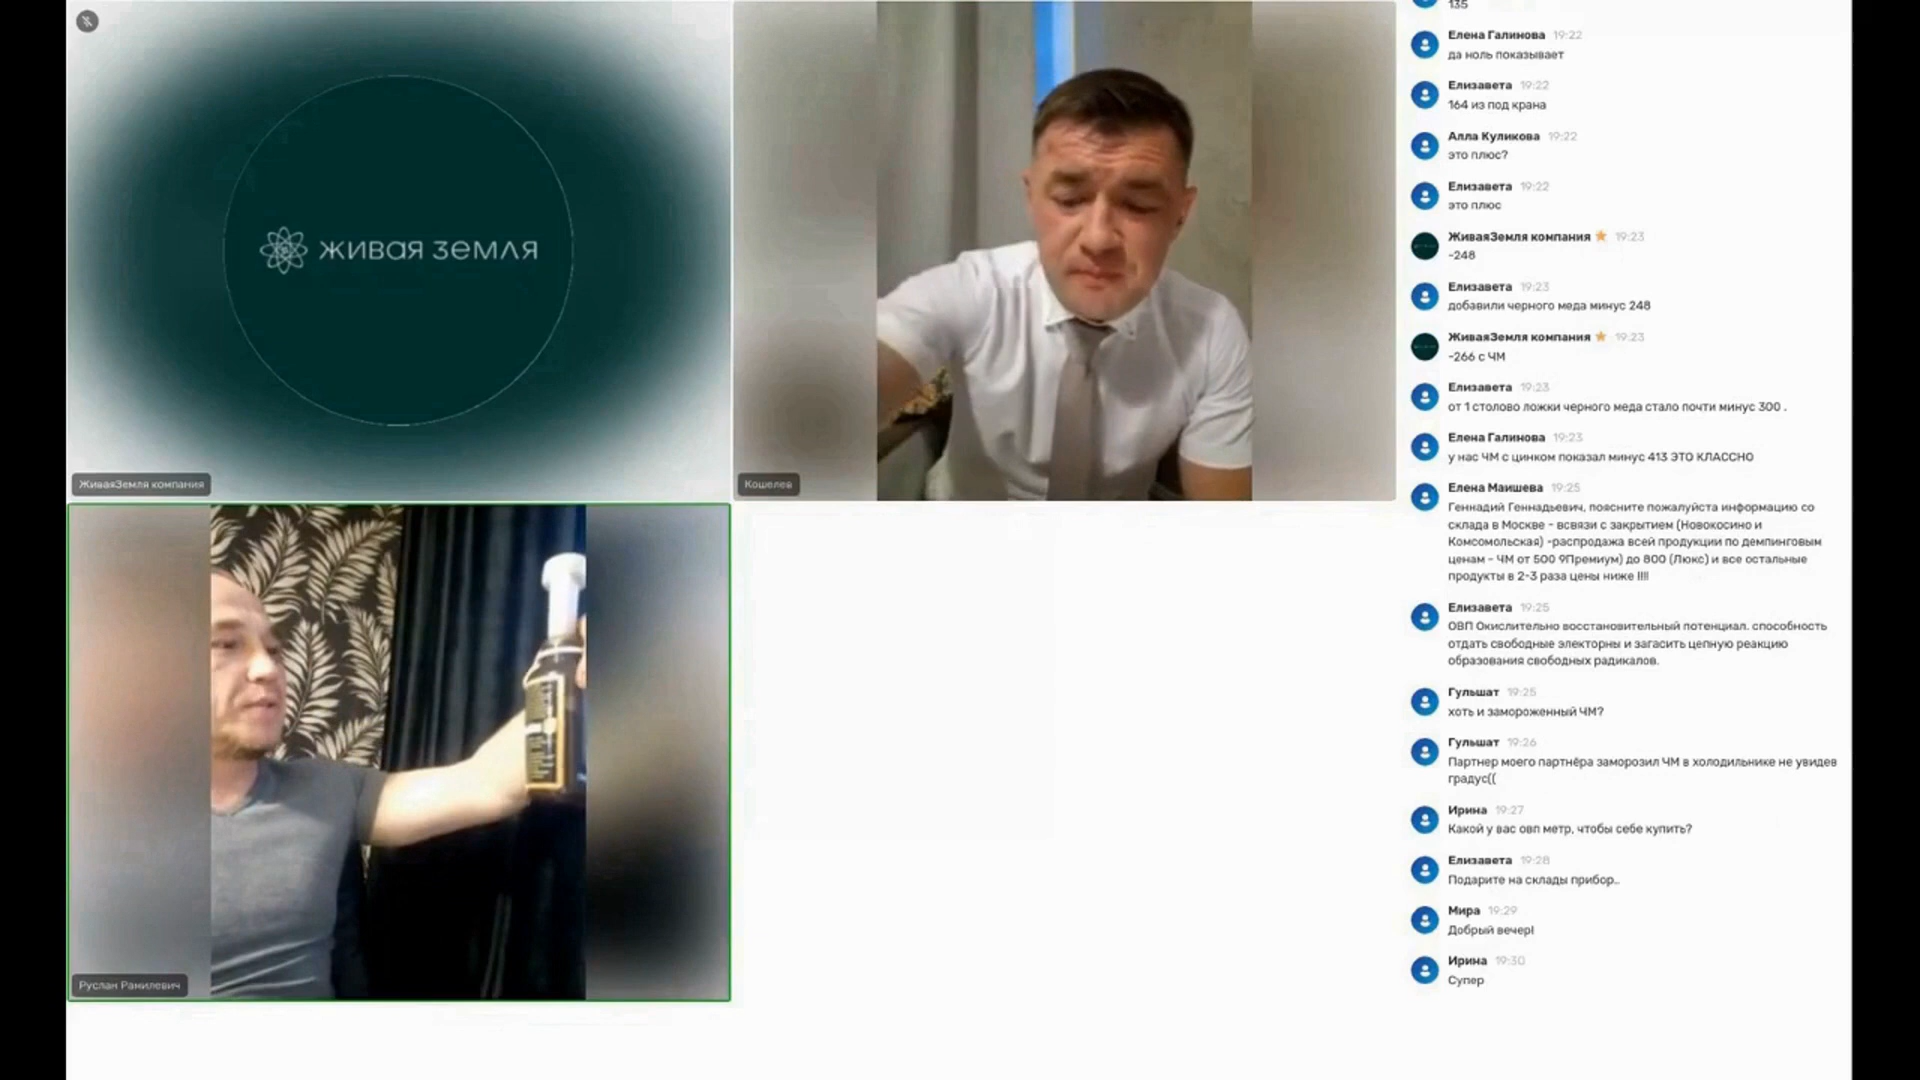 живая земля
ЖиваяЗемля компания
Кошелев
Руслан Рамилевич
135
Елена Галинова 19:22
да ноль показывает
Елизавета 19:22
164 из под крана
Алла Куликова 19:22
это плюс?
Елизавета 19:22
это плюс
ЖиваяЗемля компания 19:23
-248
Елизавета 19:23
добавили черного меда минус 248
ЖиваяЗемля компания 19:23
-266 с ЧМ
Елизавета 19:23
от 1 столово ложки черного меда стало почти минус 300 .
Елена Галинова 19:23
у нас ЧМ с цинком показал минус 413 ЭТО КЛАССНО
Елена Маишева 19:25
Геннадий Геннадьевич, поясните пожалуйста информацию со
склада в Москве - всвязи с закрытием (Новокосино и
Комсомольская) -распродажа всей продукции по демпинговым
ценам - ЧМ от 500 9Премиум) до 800 (Люкс) и все остальные
продукты в 2-3 раза цены ниже !!!!
Елизавета 19:25
ОВП Окислительно восстановительный потенциал. способность
отдать свободные электорны и загасить цепную реакцию
образования свободных радикалов.
Гульшат 19:25
хоть и замороженный ЧМ?
Гульшат 19:26
Партнер моего партнёра заморозил ЧМ в холодильнике не увидев
градус((
Ирина 19:27
Какой у вас овп метр, чтобы себе купить?
Елизавета 19:28
Подарите на склады прибор..
Мира 19:29
Добрый вечер!
Ирина 19:30
Супер